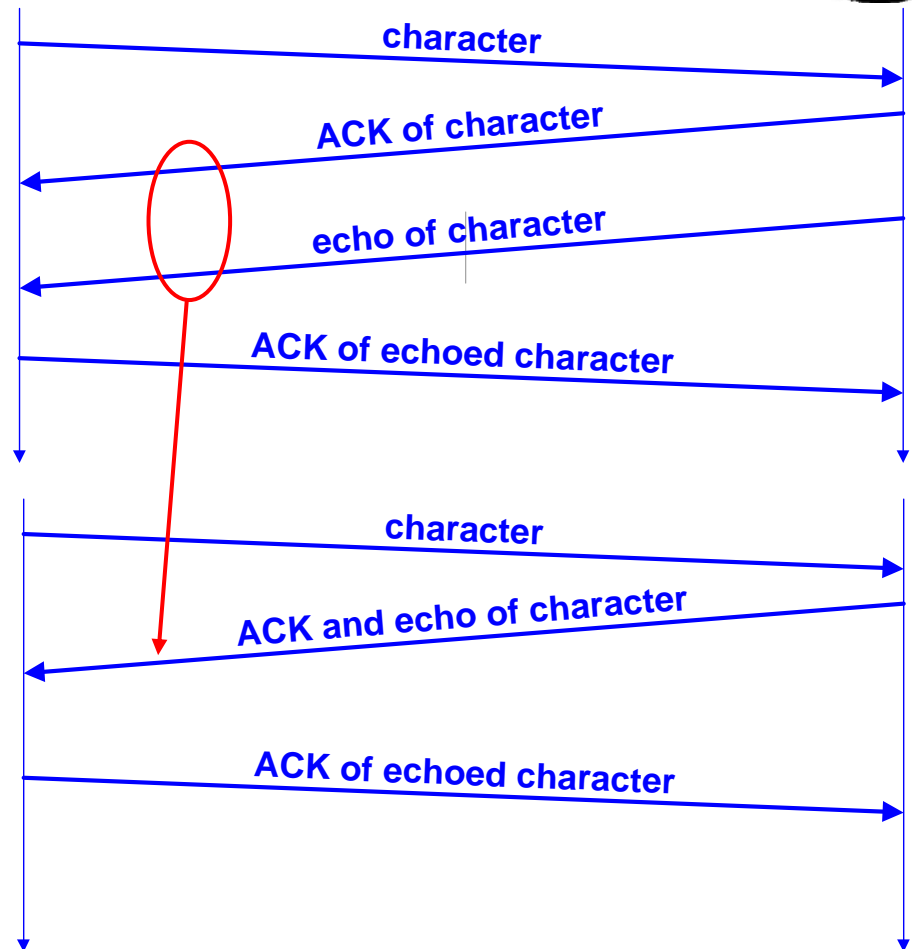 character
ACK of character
echo of character
ACK of echoed character
character
ACK and echo of character
ACK of echoed character